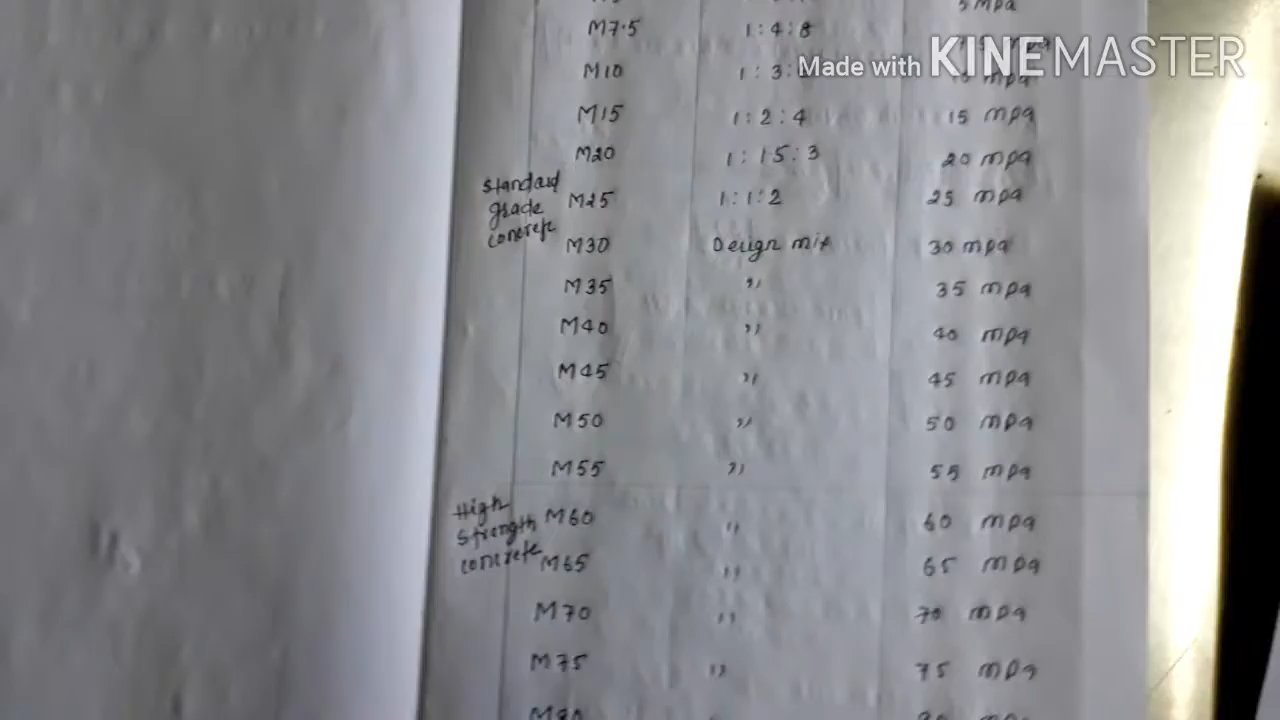 5 mpa
M7.5 1:4:8
Made with KINEMASTER
M10 1:3: mpa
M15 1:2:4 15 mpa
M20 1:15:3 20 mpa
standard grade concrete
M25 1:1:2 25 mpa
M30 Design mix 30 mpa
M35 ,, 35 mpa
M40 ,, 40 mpa
M45 ,, 45 mpa
M50 ,, 50 mpa
M55 ,, 55 mpa
High strength concrete
M60 ,, 60 mpa
M65 ,, 65 mpa
M70 ,, 70 mpa
M75 ,, 75 mpa